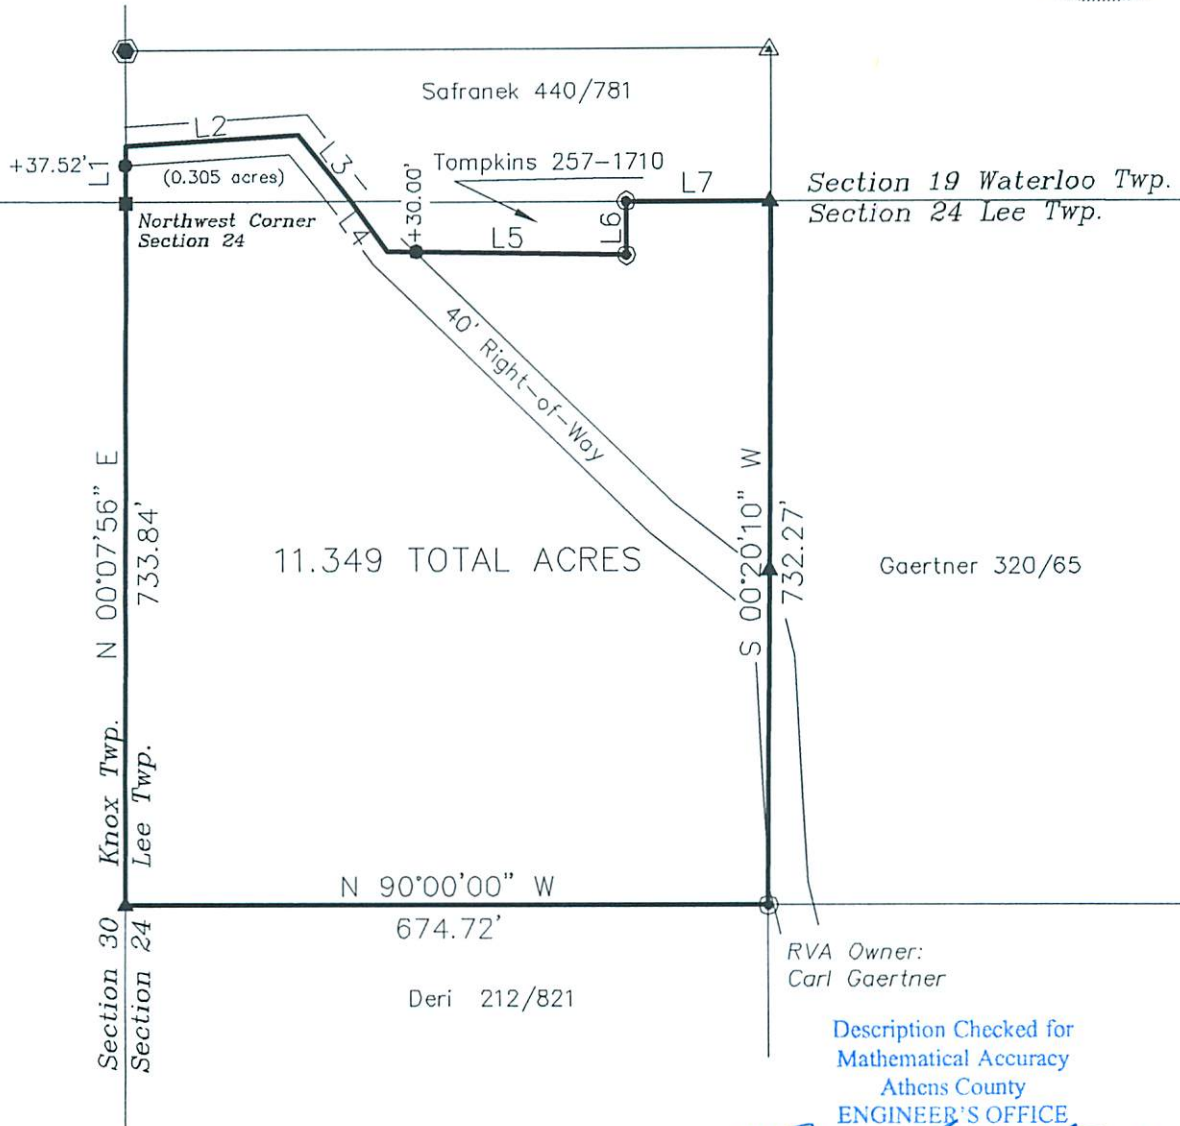 Safranek 440/781
L2
L3
+37.52'
L1
(0.305 acres)
+30.00'
Tompkins 257-1710
L7
Section 19 Waterloo Twp.
Section 24 Lee Twp.
Northwest Corner
Section 24
L4
L5
L6
40' Right-of-Way
N 00°07'56" E
733.84'
11.349 TOTAL ACRES
S 00°20'10" W
732.27'
Gaertner 320/65
Knox Twp.
Lee Twp.
N 90°00'00" W
674.72'
Section 30
Section 24
RVA Owner:
Carl Gaertner
Deri 212/821
Description Checked for
Mathematical Accuracy
Athens County
ENGINEER'S OFFICE